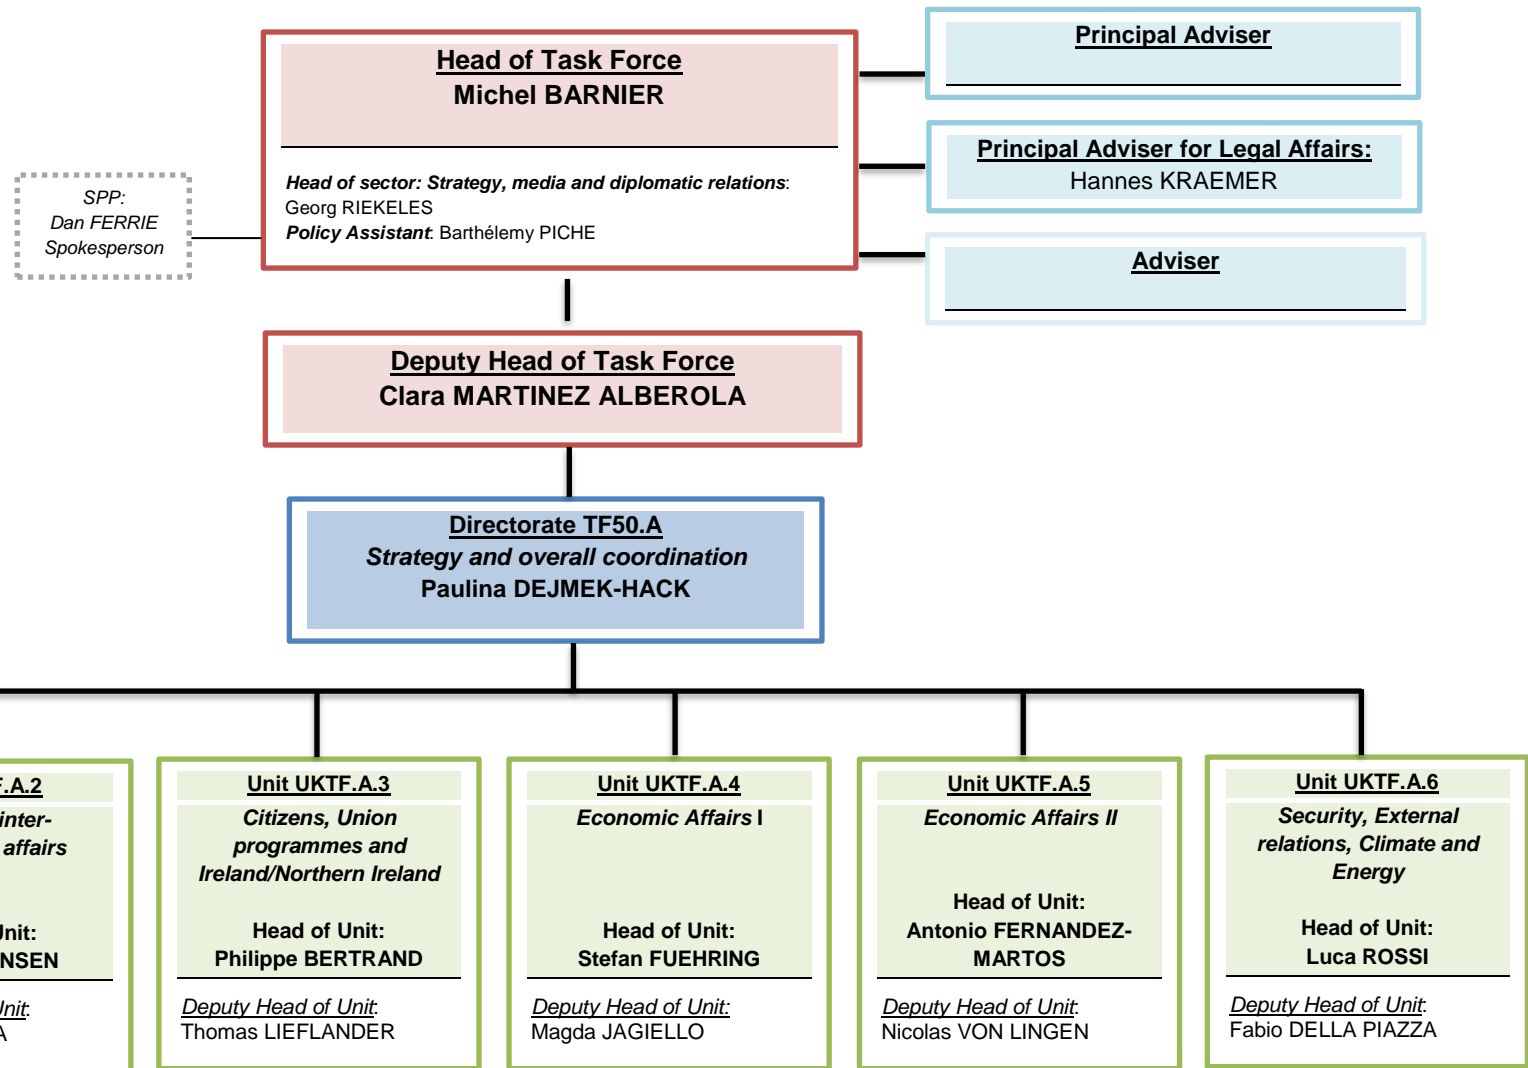 Head of Task Force
Michel BARNIER
Head of sector: Strategy, media and diplomatic relations:
Georg RIEKELES
Policy Assistant: Barthélemy PICHE
Principal Adviser
Principal Adviser for Legal Affairs:
Hannes KRAEMER
Adviser
SPP:
Dan FERRIE
Spokesperson
Deputy Head of Task Force
Clara MARTINEZ ALBEROLA
Directorate TF50.A
Strategy and overall coordination
Paulina DEJMEK-HACK
F.A.2
inter-
affairs
Unit:
NSEN
Unit:
A
Unit UKTF.A.3
Citizens, Union
programmes and
Ireland/Northern Ireland
Head of Unit:
Philippe BERTRAND
Deputy Head of Unit:
Thomas LIEFLANDER
Unit UKTF.A.4
Economic Affairs I
Head of Unit:
Stefan FUEHRING
Deputy Head of Unit:
Magda JAGIELLO
Unit UKTF.A.5
Economic Affairs II
Head of Unit:
Antonio FERNANDEZ-
MARTOS
Deputy Head of Unit:
Nicolas VON LINGEN
Unit UKTF.A.6
Security, External
relations, Climate and
Energy
Head of Unit:
Luca ROSSI
Deputy Head of Unit:
Fabio DELLA PIAZZA